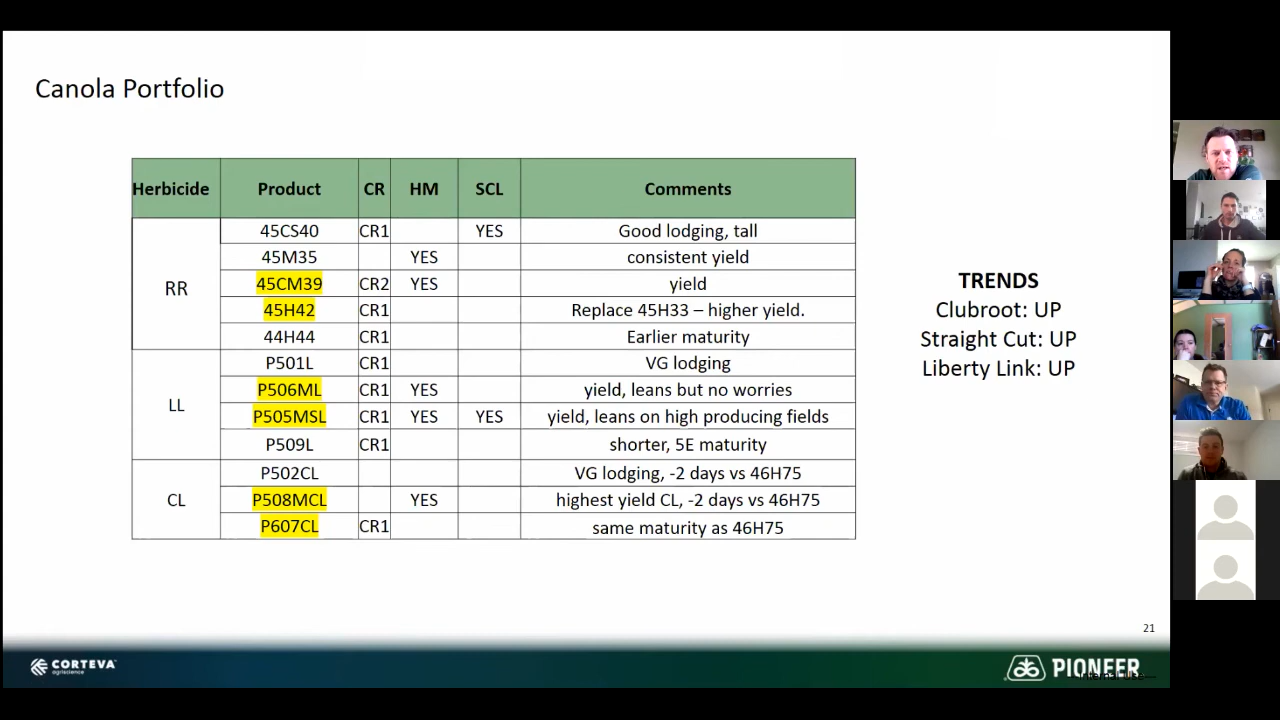 Canola Portfolio
Herbicide Product CR HM SCL Comments
RR
45CS40 CR1 YES Good lodging, tall
45M35 YES consistent yield
45CM39 CR2 YES yield
45H42 CR1 Replace 45H33 – higher yield.
44H44 CR1 Earlier maturity
LL
P501L CR1 VG lodging
P506ML CR1 YES yield, leans but no worries
P505MSL CR1 YES YES yield, leans on high producing fields
P509L CR1 shorter, 5E maturity
CL
P502CL VG lodging, -2 days vs 46H75
P508MCL YES highest yield CL, -2 days vs 46H75
P607CL CR1 same maturity as 46H75
TRENDS
Clubroot: UP
Straight Cut: UP
Liberty Link: UP
21
CORTEVA
agriscience
PIONEER
Internal Use